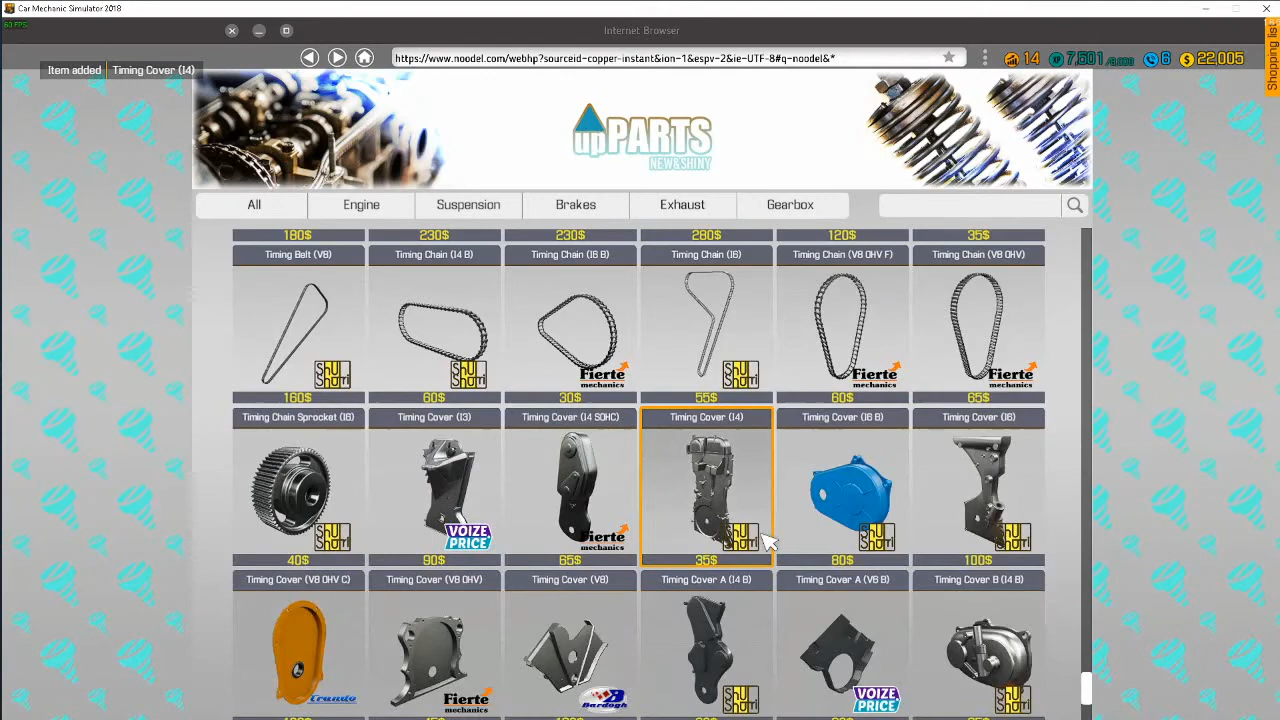 Car Mechanic Simulator 2018
60 FPS
Internet Browser
https://www.noodel.com/webhp?sourceid-copper-instant&ion-1&espv-2&ie-UTF-8#q-noodel&*
14 7,501 6 $ 22,005
Shopping list
Item added Timing Cover (I4)
upPARTS
NEW&SHINY
All Engine Suspension Brakes Exhaust Gearbox
180$ 230$ 230$ 280$ 120$ 35$
Timing Belt (V8) Timing Chain (I4 B) Timing Chain (I6 B) Timing Chain (I6) Timing Chain (V8 OHV F) Timing Chain (V8 OHV)
Fierte mechanics Fierte mechanics Fierte mechanics
160$ 60$ 30$ 55$ 60$ 65$
Timing Chain Sprocket (I6) Timing Cover (I3) Timing Cover (I4 SOHC) Timing Cover (I4) Timing Cover (I6 B) Timing Cover (I6)
VOIZE PRICE Fierte mechanics
40$ 90$ 65$ 35$ 80$ 100$
Timing Cover (V8 OHV C) Timing Cover (V8 OHV) Timing Cover (V8) Timing Cover A (I4 B) Timing Cover A (V6 B) Timing Cover B (I4 B)
Fierte mechanics Bardogh VOIZE PRICE